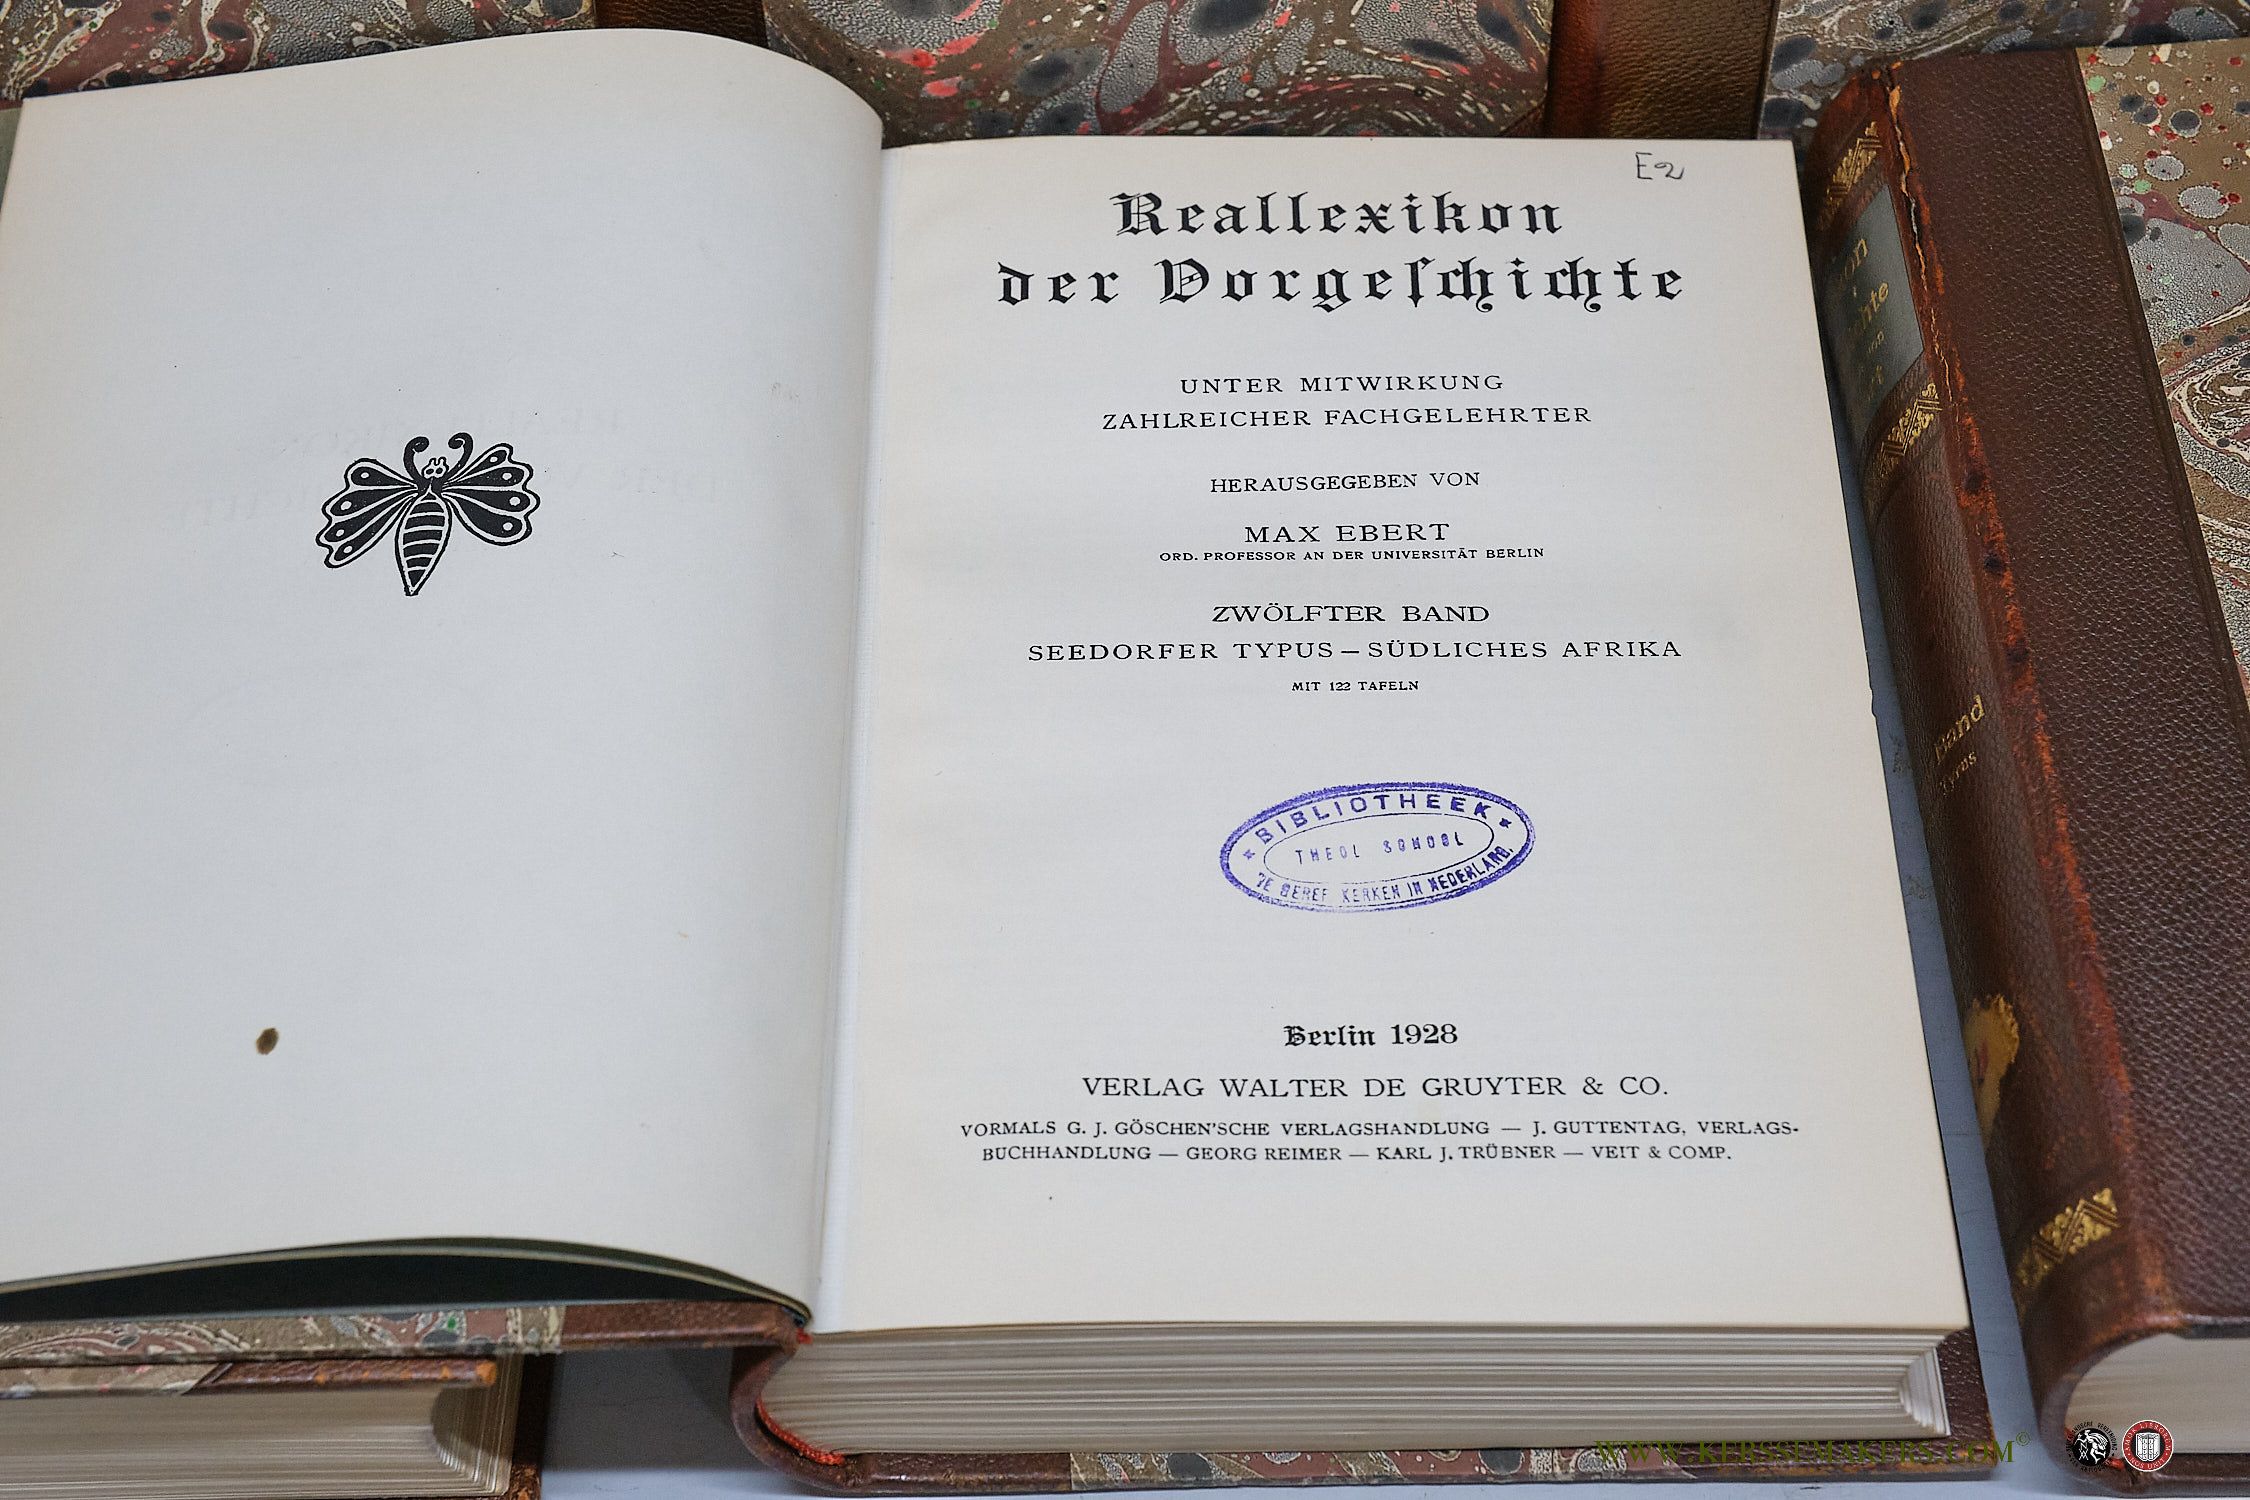 E2
Reallexikon
der Vorgeſchichte
UNTER MITWIRKUNG
ZAHLREICHER FACHGELEHRTER
HERAUSGEGEBEN VON
MAX EBERT
ORD. PROFESSOR AN DER UNIVERSITÄT BERLIN
ZWÖLFTER BAND
SEEDORFER TYPUS – SÜDLICHES AFRIKA
MIT 122 TAFELN
BIBLIOTHEEK
THEOL SCHOOL
GEREF KERKEN IN NEDERLAND.
Berlin 1928
VERLAG WALTER DE GRUYTER & CO.
VORMALS G. J. GÖSCHEN'SCHE VERLAGSHANDLUNG — J. GUTTENTAG, VERLAGS-
BUCHHANDLUNG — GEORG REIMER — KARL J. TRÜBNER — VEIT & COMP.
Band
WWW.KERSSEMAKERS.COM©